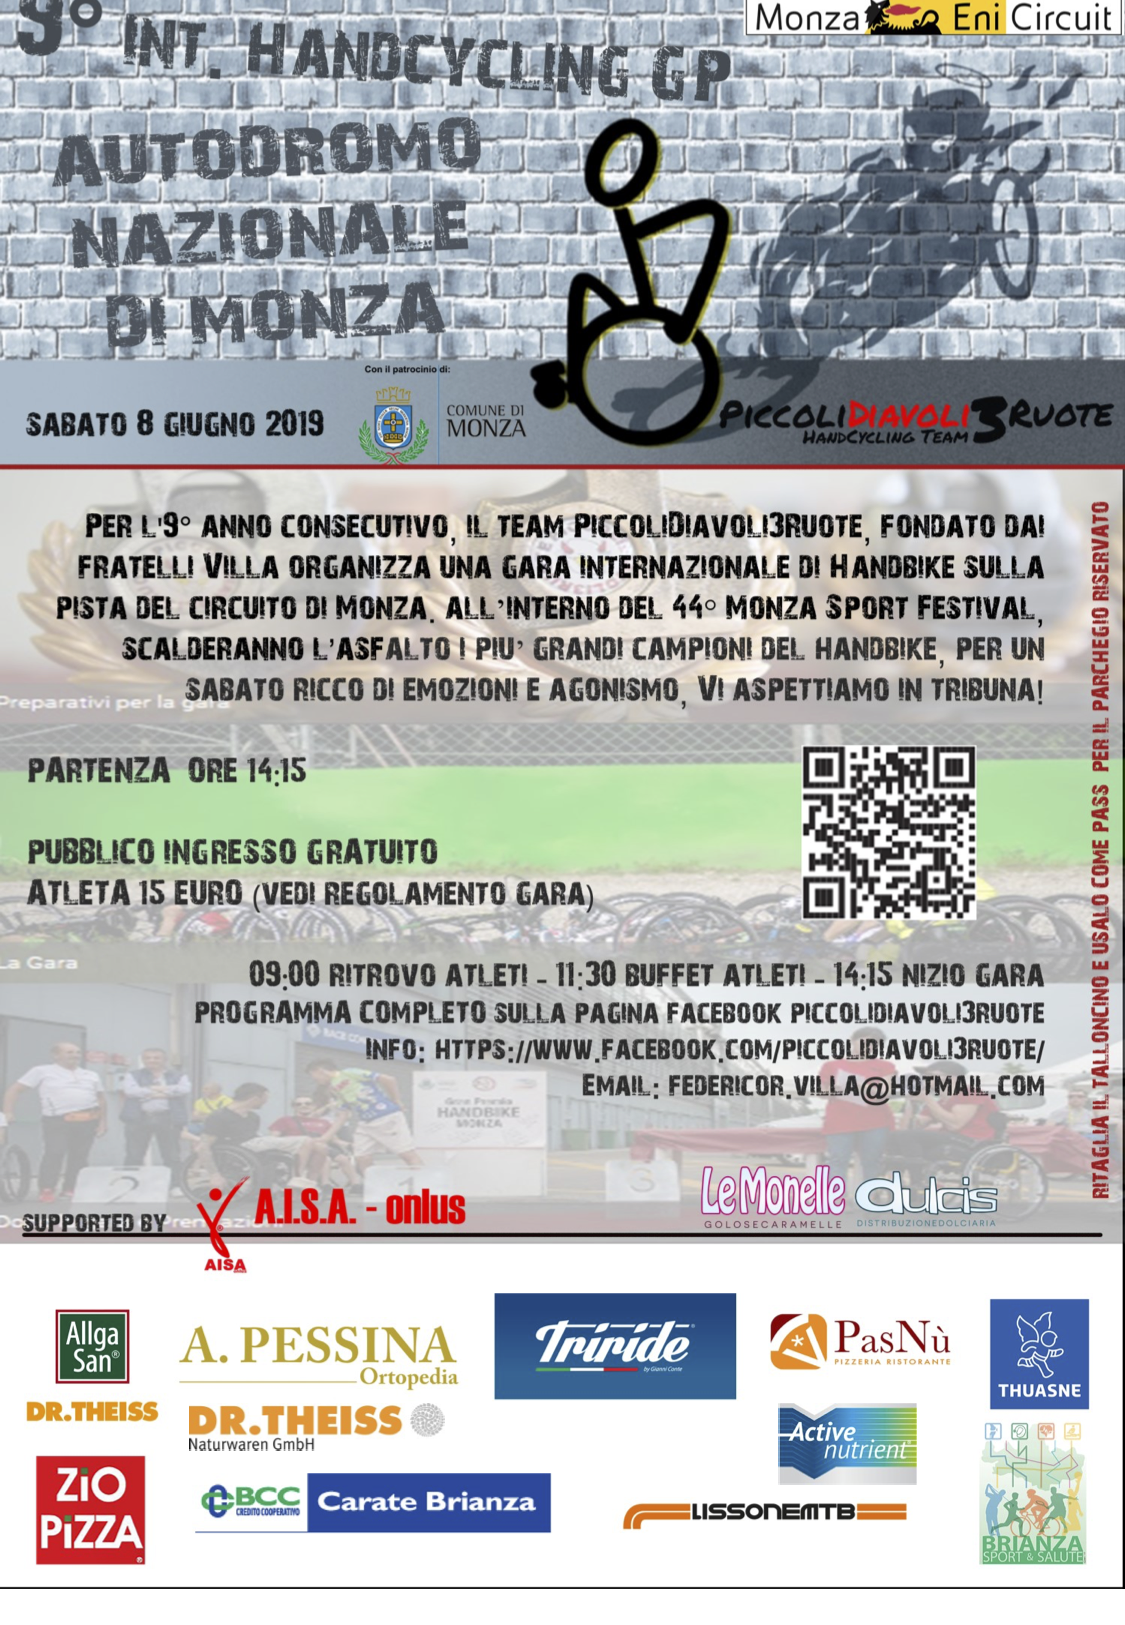 9° INT. HANDCYCLING GP
Monza Eni Circuit
AUTODROMO
NAZIONALE
DI MONZA
Con il patrocinio di:
SABATO 8 GIUGNO 2019
COMUNE DI
MONZA
PICCOLIDIAVOLI3RUOTE
HANDCYCLING TEAM
PER L'9° ANNO CONSECUTIVO, IL TEAM PICCOLIDIAVOLI3RUOTE, FONDATO DAI
FRATELLI VILLA ORGANIZZA UNA GARA INTERNAZIONALE DI HANDBIKE SULLA
PISTA DEL CIRCUITO DI MONZA. ALL'INTERNO DEL 44° MONZA SPORT FESTIVAL,
SCALDERANNO L'ASFALTO I PIU' GRANDI CAMPIONI DEL HANDBIKE, PER UN
SABATO RICCO DI EMOZIONI E AGONISMO, VI ASPETTIAMO IN TRIBUNA!
Preparativi per la gara
RITAGLIA IL TALLONCINO E USALO COME PASS PER IL PARCHEGIO RISERVATO
PARTENZA ORE 14:15
PUBBLICO INGRESSO GRATUITO
ATLETA 15 EURO (VEDI REGOLAMENTO GARA)
La Gara
09:00 RITROVO ATLETI - 11:30 BUFFET ATLETI - 14:15 NIZIO GARA
PROGRAMMA COMPLETO SULLA PAGINA FACEBOOK PICCOLIDIAVOLI3RUOTE
INFO: HTTPS://WWW.FACEBOOK.COM/PICCOLIDIAVOLI3RUOTE/
EMAIL: FEDERICOR.VILLA@HOTMAIL.COM
HANDBIKE
MONZA
2 1 3
SUPPORTED BY
A.I.S.A. - onlus
AISA
LeMonelle
GOLOSECARAMELLE
dulcis
DISTRIBUZIONEDOLCIARIA
Allga
San®
DR.THEISS
A. PESSINA
Ortopedia
DR.THEISS
Naturwaren GmbH
Triride
by Gianni Conte
PasNù
PIZZERIA RISTORANTE
THUASNE
Active
nutrient
ZiO
PiZZA
BCC
CREDITO COOPERATIVO
Carate Brianza
LISSONEMTB
BRIANZA
SPORT & SALUTE